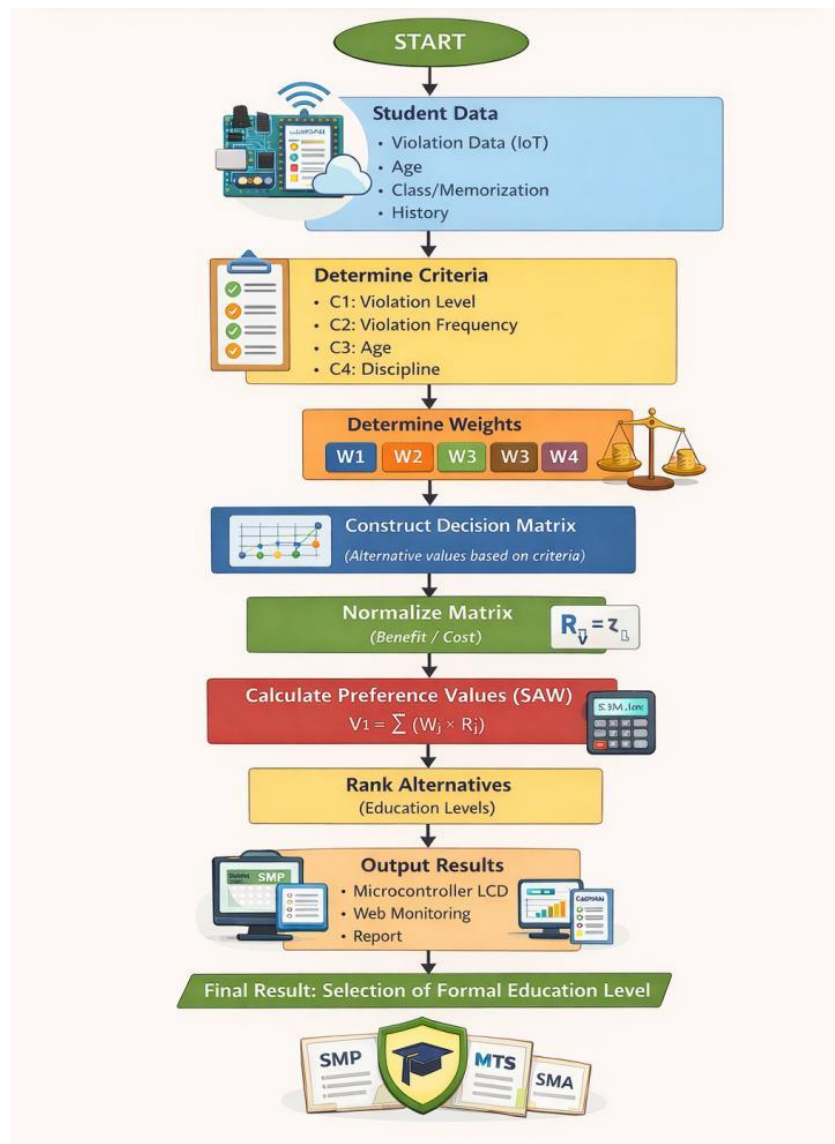 START
Student Data
• Violation Data (IoT)
• Age
• Class/Memorization
• History
Determine Criteria
• C1: Violation Level
• C2: Violation Frequency
• C3: Age
• C4: Discipline
Determine Weights
W1 W2 W3 W3 W4
Construct Decision Matrix
(Alternative values based on criteria)
Normalize Matrix
(Benefit / Cost)
Calculate Preference Values (SAW)
V1 = ∑ (Wj × Rj)
Rank Alternatives
(Education Levels)
Output Results
SMP
• Microcontroller LCD
• Web Monitoring
• Report
Final Result: Selection of Formal Education Level
SMP
MTS
SMA